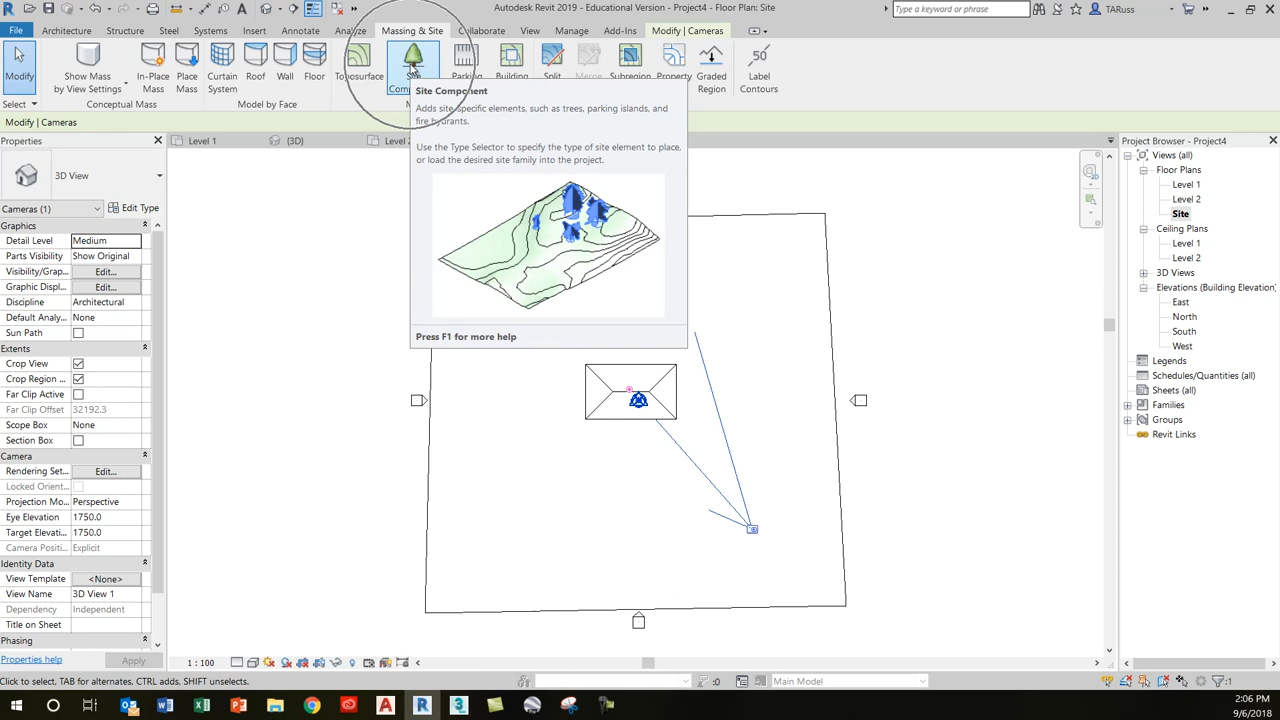 Autodesk Revit 2019 - Educational Version - Project4 - Floor Plan: Site
Type a keyword or phrase
TARuss
File
Architecture
Structure
Steel
Systems
Insert
Annotate
Analyze
Massing & Site
Collaborate
View
Manage
Add-Ins
Modify | Cameras
Modify
Show Mass
by View Settings
In-Place
Mass
Place
Mass
Curtain
System
Roof
Wall
Floor
Toposurface
Parking
Building
Split
Merge
Subregion
Property
Graded
Region
Label
Contours
Select
Conceptual Mass
Model by Face
Modify | Cameras
Site Component
Adds site-specific elements, such as trees, parking islands, and
fire hydrants.
Use the Type Selector to specify the type of site element to place,
or load the desired site family into the project.
Press F1 for more help
Properties
Level 1
(3D)
Level 2
3D View
Cameras (1)
Edit Type
Graphics
Detail Level
Medium
Parts Visibility
Show Original
Visibility/Grap...
Edit...
Graphic Displ...
Edit...
Discipline
Architectural
Default Analy...
None
Sun Path
Extents
Crop View
Crop Region ...
Far Clip Active
Far Clip Offset
32192.3
Scope Box
None
Section Box
Camera
Rendering Set...
Edit...
Locked Orient...
Projection Mo...
Perspective
Eye Elevation
1750.0
Target Elevati...
1750.0
Camera Positi...
Explicit
Identity Data
View Template
<None>
View Name
3D View 1
Dependency
Independent
Title on Sheet
Phasing
Properties help
Apply
Project Browser - Project4
Views (all)
Floor Plans
Level 1
Level 2
Site
Ceiling Plans
Level 1
Level 2
3D Views
Elevations (Building Elevation)
East
North
South
West
Legends
Schedules/Quantities (all)
Sheets (all)
Families
Groups
Revit Links
1 : 100
Click to select, TAB for alternates, CTRL adds, SHIFT unselects.
:0
Main Model
:1
2:06 PM
9/6/2018